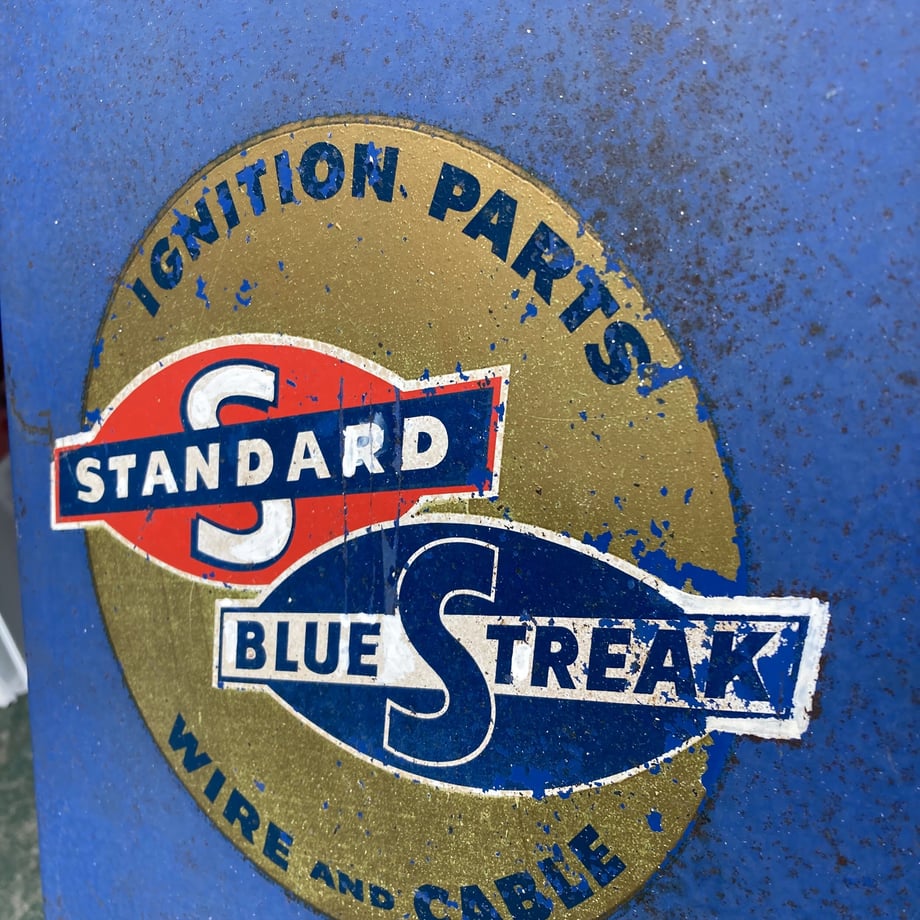 IGNITION PARTS
STANDARD
BLUE STREAK
WIRE AND CABLE